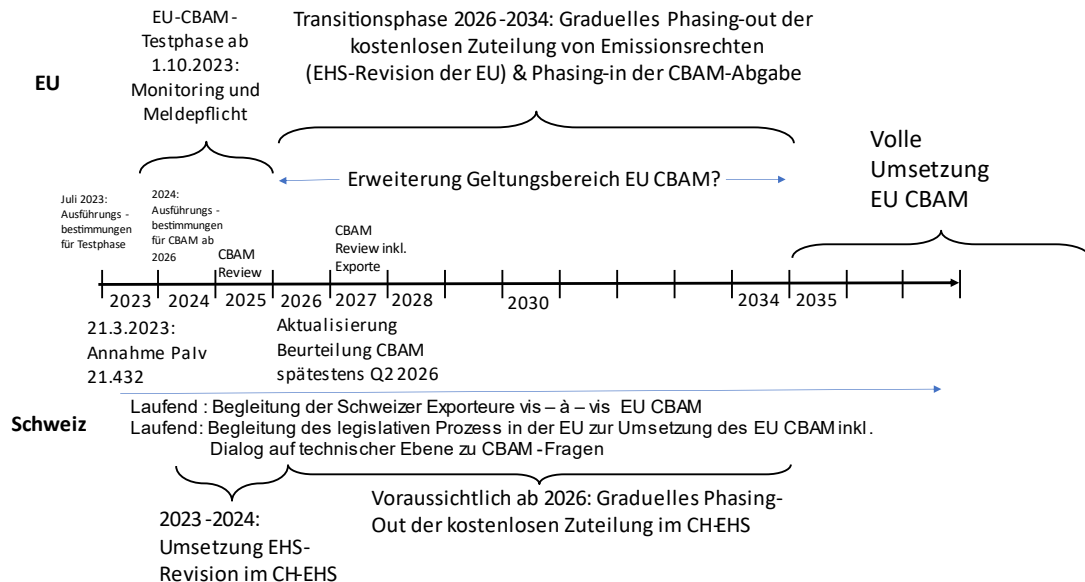 EU-CBAM-
Testphase ab
1.10.2023:
Monitoring und
Meldepflicht
Transitionsphase 2026-2034: Graduelles Phasing-out der
kostenlosen Zuteilung von Emissionsrechten
(EHS-Revision der EU) & Phasing-in der CBAM-Abgabe
EU
Volle
Umsetzung
EU CBAM
Erweiterung Geltungsbereich EU CBAM?
Juli 2023:
Ausführungs -
bestimmungen
für Testphase
2024:
Ausführungs -
bestimmungen
für CBAM ab
2026
CBAM
Review
CBAM
Review inkl.
Exporte
2023 2024 2025 2026 2027 2028 2030 2034 2035
21.3.2023:
Annahme PaIv
21.432
Aktualisierung
Beurteilung CBAM
spätestens Q2 2026
Schweiz
Laufend : Begleitung der Schweizer Exporteure vis – à – vis EU CBAM
Laufend: Begleitung des legislativen Prozess in der EU zur Umsetzung des EU CBAM inkl.
Dialog auf technischer Ebene zu CBAM -Fragen
2023 -2024:
Umsetzung EHS-
Revision im CH-EHS
Voraussichtlich ab 2026: Graduelles Phasing-
Out der kostenlosen Zuteilung im CH-EHS